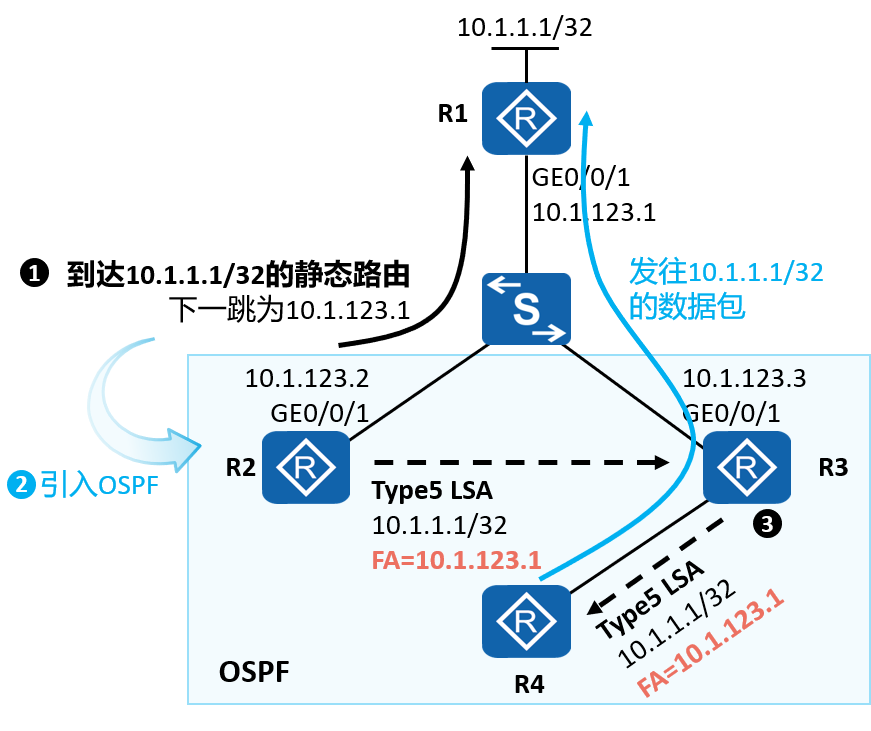 10.1.1.1/32
R
R1
GE0/0/1
10.1.123.1
❶ 到达10.1.1.1/32的静态路由
下一跳为10.1.123.1
发往10.1.1.1/32
的数据包
S
10.1.123.2
GE0/0/1
10.1.123.3
GE0/0/1
R2
R
R
R3
❷ 引入OSPF
Type5 LSA
10.1.1.1/32
FA=10.1.123.1
❸
Type5 LSA
10.1.1.1/32
FA=10.1.123.1
R
R4
OSPF